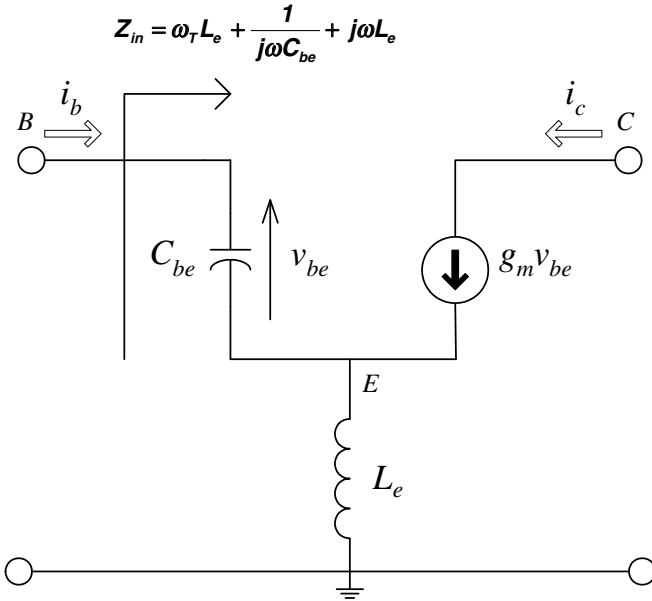 Z_in = ω_T L_e + 1/(jωC_be) + jωL_e
i_b i_c
B C
C_be v_be g_m v_be
E
L_e